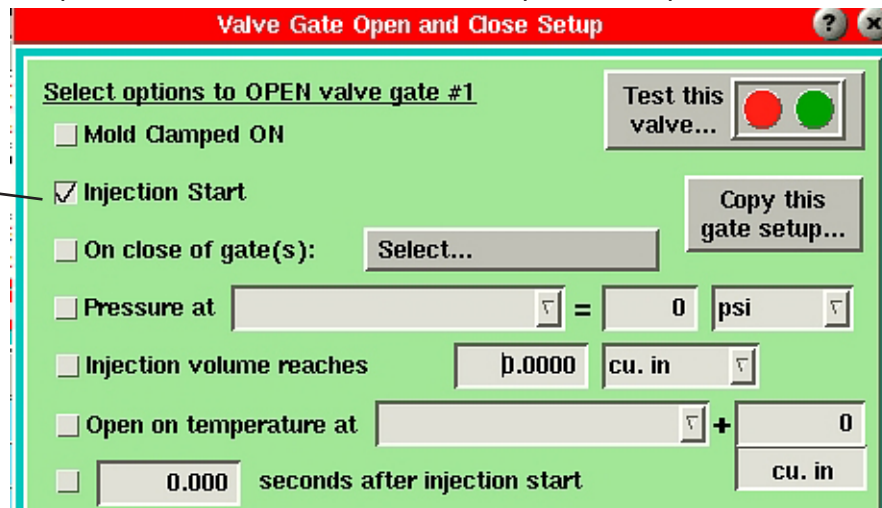 Valve Gate Open and Close Setup ? x
Select options to OPEN valve gate #1
Test this
valve...
Mold Clamped ON
Injection Start
Copy this
gate setup...
On close of gate(s): Select...
Pressure at = 0 psi
Injection volume reaches 0.0000 cu. in
Open on temperature at + 0
cu. in
0.000 seconds after injection start